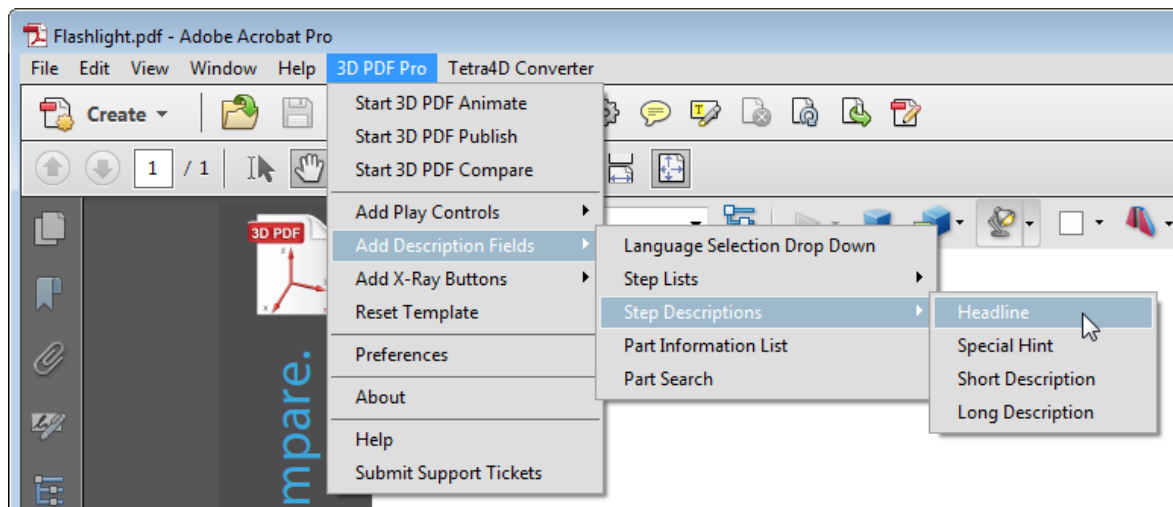 Flashlight.pdf - Adobe Acrobat Pro
File Edit View Window Help 3D PDF Pro Tetra4D Converter
Create
1 / 1
Start 3D PDF Animate
Start 3D PDF Publish
Start 3D PDF Compare
Add Play Controls
Add Description Fields
Add X-Ray Buttons
Reset Template
Preferences
About
Help
Submit Support Tickets
Language Selection Drop Down
Step Lists
Step Descriptions
Part Information List
Part Search
Headline
Special Hint
Short Description
Long Description
3D PDF
mpare.